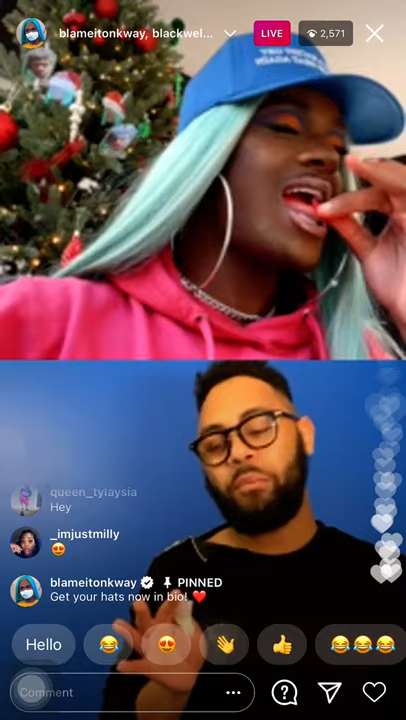 blameitonkway, blackwel...
LIVE
2,571
queen_tylaysia
Hey
_imjustmilly
blameitonkway PINNED
Get your hats now in bio!
Hello
Comment